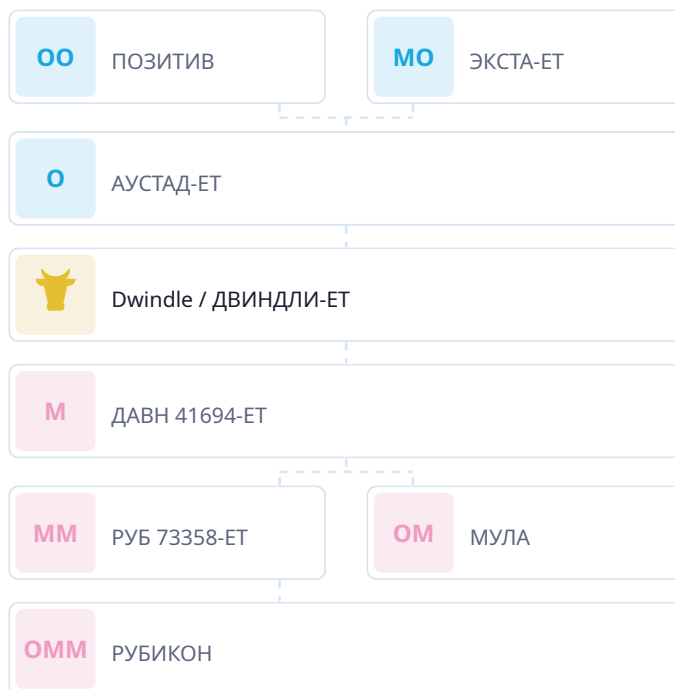 ОО ПОЗИТИВ МО ЭКСТА-ЕТ
О АУСТАД-ЕТ
Dwindle / ДВИНДЛИ-ЕТ
М ДАВН 41694-ЕТ
ММ РУБ 73358-ЕТ ОМ МУЛА
ОММ РУБИКОН